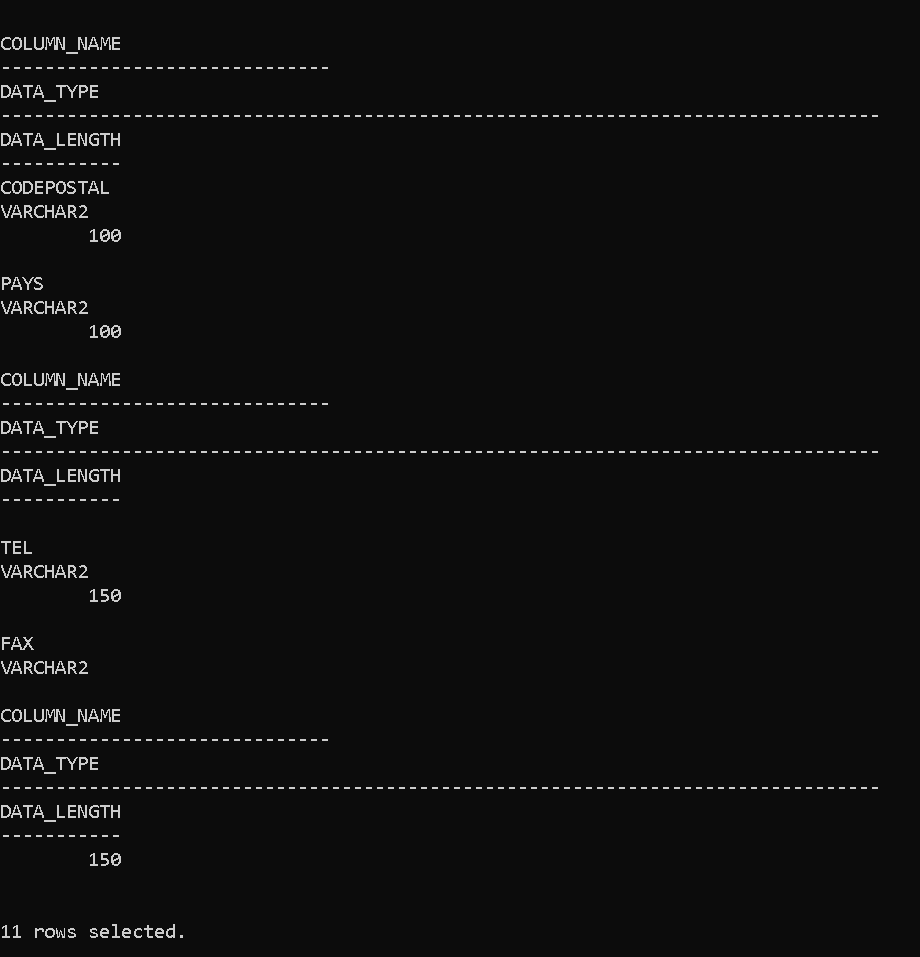 COLUMN_NAME
------------------------------
DATA_TYPE
--------------------------------------------------------------------------------
DATA_LENGTH
-----------
CODEPOSTAL
VARCHAR2
        100

PAYS
VARCHAR2
        100

COLUMN_NAME
------------------------------
DATA_TYPE
--------------------------------------------------------------------------------
DATA_LENGTH
-----------

TEL
VARCHAR2
        150

FAX
VARCHAR2

COLUMN_NAME
------------------------------
DATA_TYPE
--------------------------------------------------------------------------------
DATA_LENGTH
-----------
        150


11 rows selected.